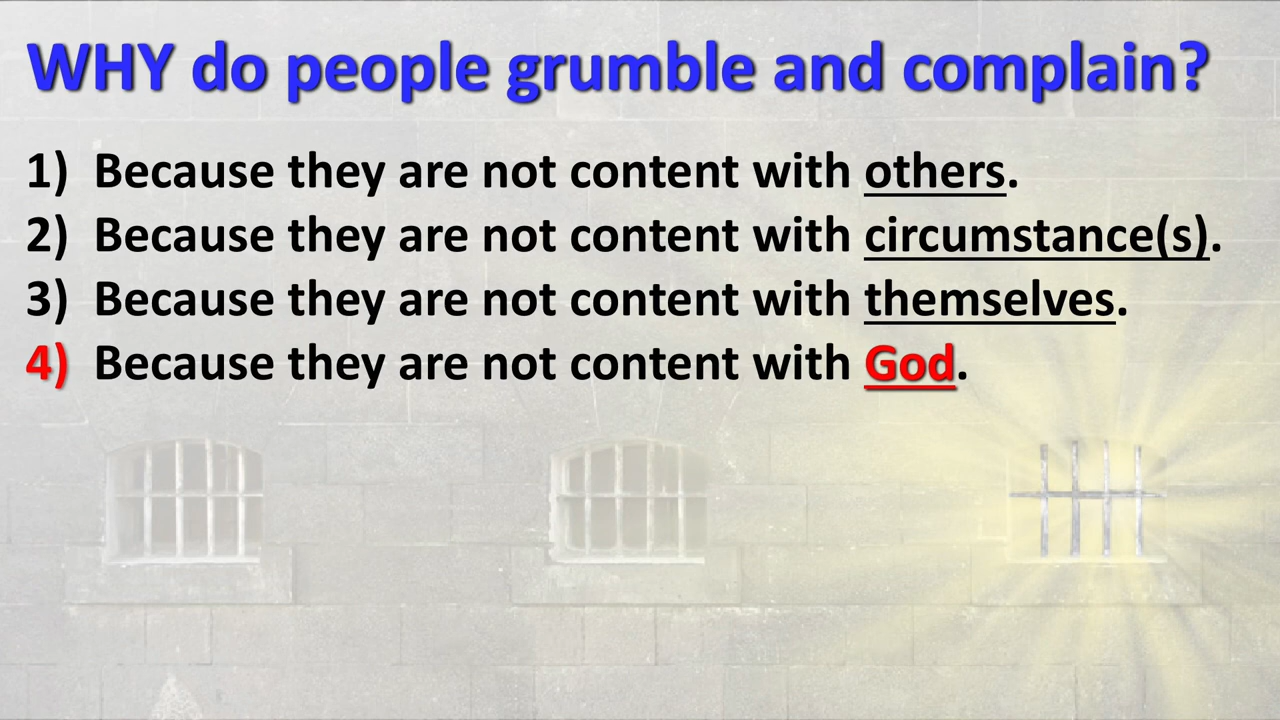 WHY do people grumble and complain?
1) Because they are not content with others.
2) Because they are not content with circumstance(s).
3) Because they are not content with themselves.
4) Because they are not content with God.